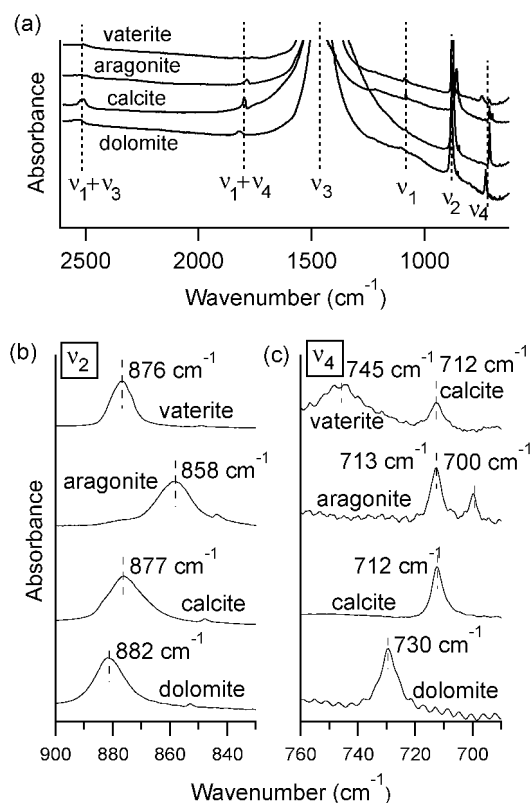 (a)
vaterite
aragonite
calcite
dolomite
Absorbance
ν1+ν3
ν1+ν4
ν3
ν1
ν2
ν4
2500 2000 1500 1000
Wavenumber (cm-1)
(b) ν2
876 cm-1
vaterite
aragonite 858 cm-1
877 cm-1
calcite
882 cm-1
dolomite
Absorbance
900 880 860 840
Wavenumber (cm-1)
(c) ν4
745 cm-1 712 cm-1
calcite
vaterite
713 cm-1 700 cm-1
aragonite
712 cm-1
calcite
730 cm-1
dolomite
760 740 720 700
Wavenumber (cm-1)